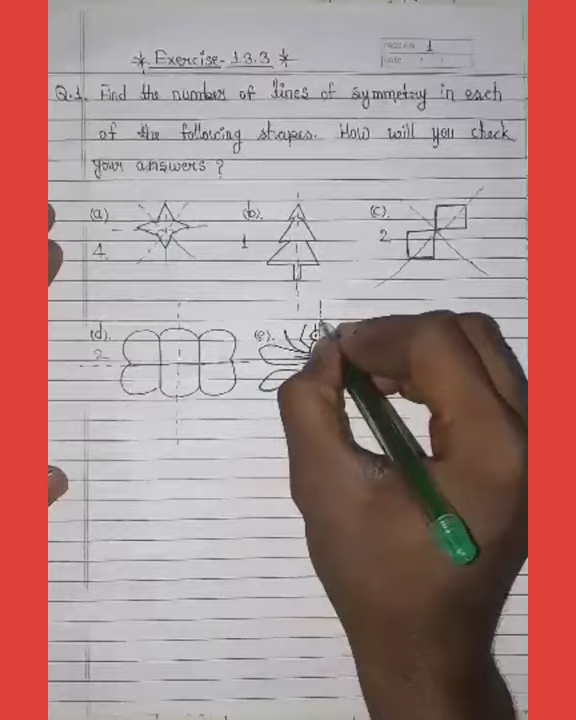 * Exercise-13.3 *
1
Q.1. Find the number of lines of symmetry in each
of the following shapes. How will you check
your answers?
(a) (b). (c).
4. 1 2
(d). (e).
2